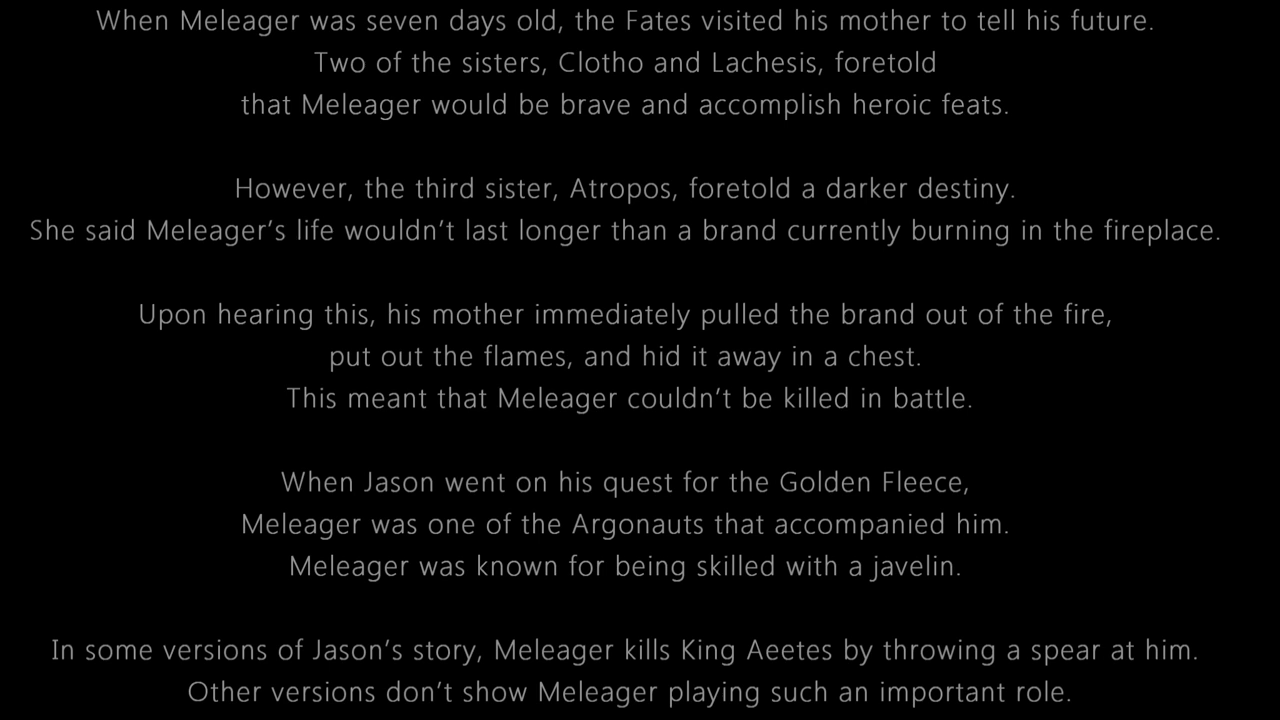 When Meleager was seven days old, the Fates visited his mother to tell his future.
Two of the sisters, Clotho and Lachesis, foretold
that Meleager would be brave and accomplish heroic feats.
However, the third sister, Atropos, foretold a darker destiny.
She said Meleager’s life wouldn’t last longer than a brand currently burning in the fireplace.
Upon hearing this, his mother immediately pulled the brand out of the fire,
put out the flames, and hid it away in a chest.
This meant that Meleager couldn’t be killed in battle.
When Jason went on his quest for the Golden Fleece,
Meleager was one of the Argonauts that accompanied him.
Meleager was known for being skilled with a javelin.
In some versions of Jason’s story, Meleager kills King Aeetes by throwing a spear at him.
Other versions don’t show Meleager playing such an important role.